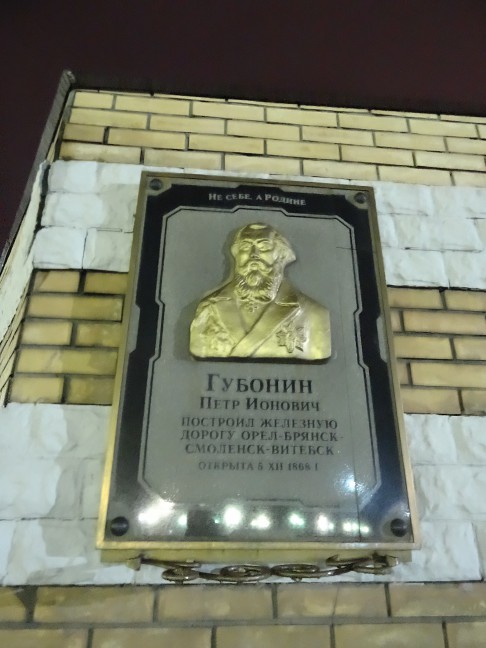 НЕ СЕБЕ, А РОДИНЕ
ГУБОНИН
ПЕТР ИОНОВИЧ
ПОСТРОИЛ ЖЕЛЕЗНУЮ
ДОРОГУ ОРЕЛ-БРЯНСК-
СМОЛЕНСК-ВИТЕБСК
ОТКРЫТА 5 XII 1868 Г